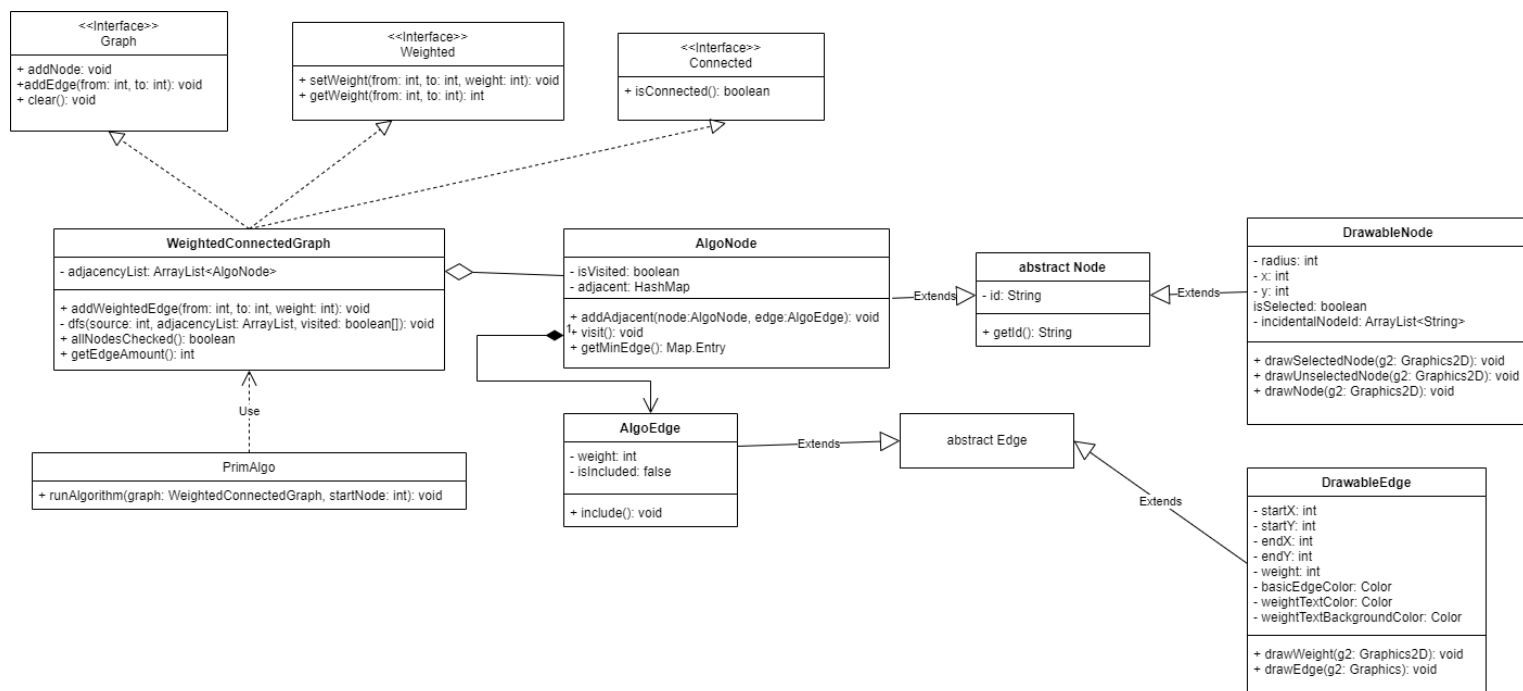 <<Interface>>
Graph
+ addNode: void
+addEdge(from: int, to: int): void
+ clear(): void
<<Interface>>
Weighted
+ setWeight(from: int, to: int, weight: int): void
+ getWeight(from: int, to: int): int
<<Interface>>
Connected
+ isConnected(): boolean
WeightedConnectedGraph
- adjacencyList: ArrayList<AlgoNode>
+ addWeightedEdge(from: int, to: int, weight: int): void
- dfs(source: int, adjacencyList: ArrayList, visited: boolean[]): void
+ allNodesChecked(): boolean
+ getEdgeAmount(): int
AlgoNode
- isVisited: boolean
- adjacent: HashMap
+ addAdjacent(node:AlgoNode, edge:AlgoEdge): void
+ visit(): void
+ getMinEdge(): Map.Entry
1
Extends
abstract Node
- id: String
+ getId(): String
Extends
DrawableNode
- radius: int
- x: int
- y: int
isSelected: boolean
- incidentalNodeId: ArrayList<String>
+ drawSelectedNode(g2: Graphics2D): void
+ drawUnselectedNode(g2: Graphics2D): void
+ drawNode(g2: Graphics2D): void
Use
PrimAlgo
+ runAlgorithm(graph: WeightedConnectedGraph, startNode: int): void
AlgoEdge
- weight: int
- isIncluded: false
+ include(): void
Extends
abstract Edge
Extends
DrawableEdge
- startX: int
- startY: int
- endX: int
- endY: int
- weight: int
- basicEdgeColor: Color
- weightTextColor: Color
- weightTextBackgroundColor: Color
+ drawWeight(g2: Graphics2D): void
+ drawEdge(g2: Graphics): void